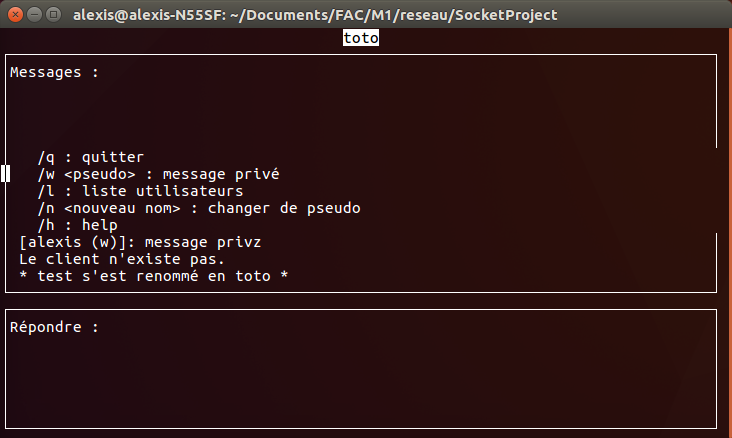 alexis@alexis-N55SF: ~/Documents/FAC/M1/reseau/SocketProject
toto
Messages :
/q : quitter
/w <pseudo> : message privé
/l : liste utilisateurs
/n <nouveau nom> : changer de pseudo
/h : help
[alexis (w)]: message privz
Le client n'existe pas.
* test s'est renommé en toto *
Répondre :